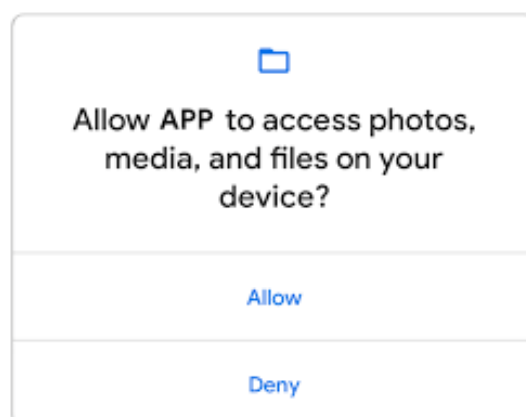 Allow APP to access photos,
media, and files on your
device?
Allow
Deny